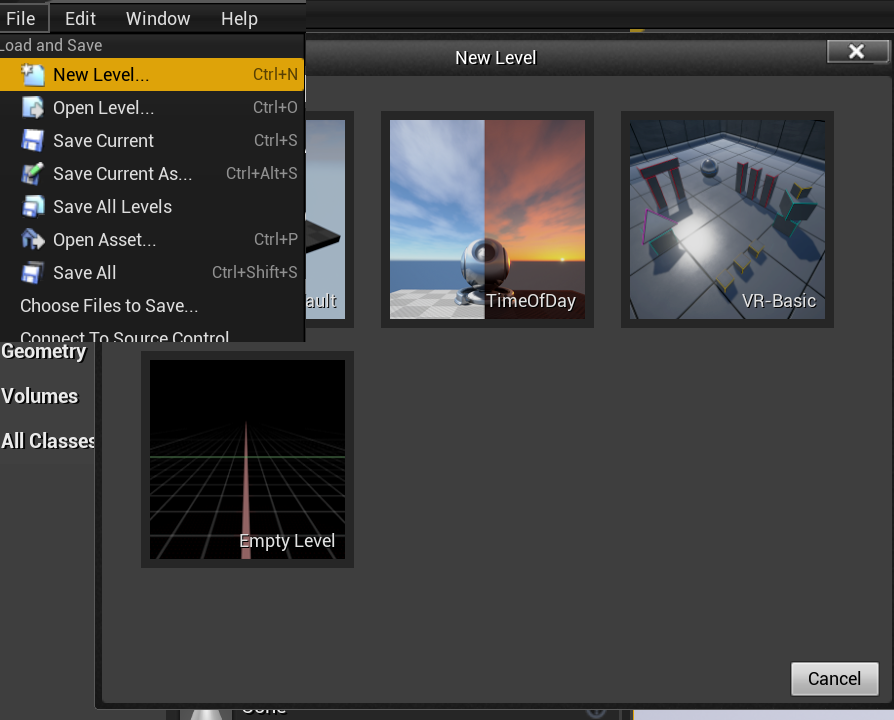 File Edit Window Help
Load and Save
New Level... Ctrl+N
Open Level... Ctrl+O
Save Current Ctrl+S
Save Current As... Ctrl+Alt+S
Save All Levels
Open Asset... Ctrl+P
Save All Ctrl+Shift+S
Choose Files to Save...
Connect To Source Control
Geometry
Volumes
All Classes
New Level
ault
TimeOfDay
VR-Basic
Empty Level
Cancel